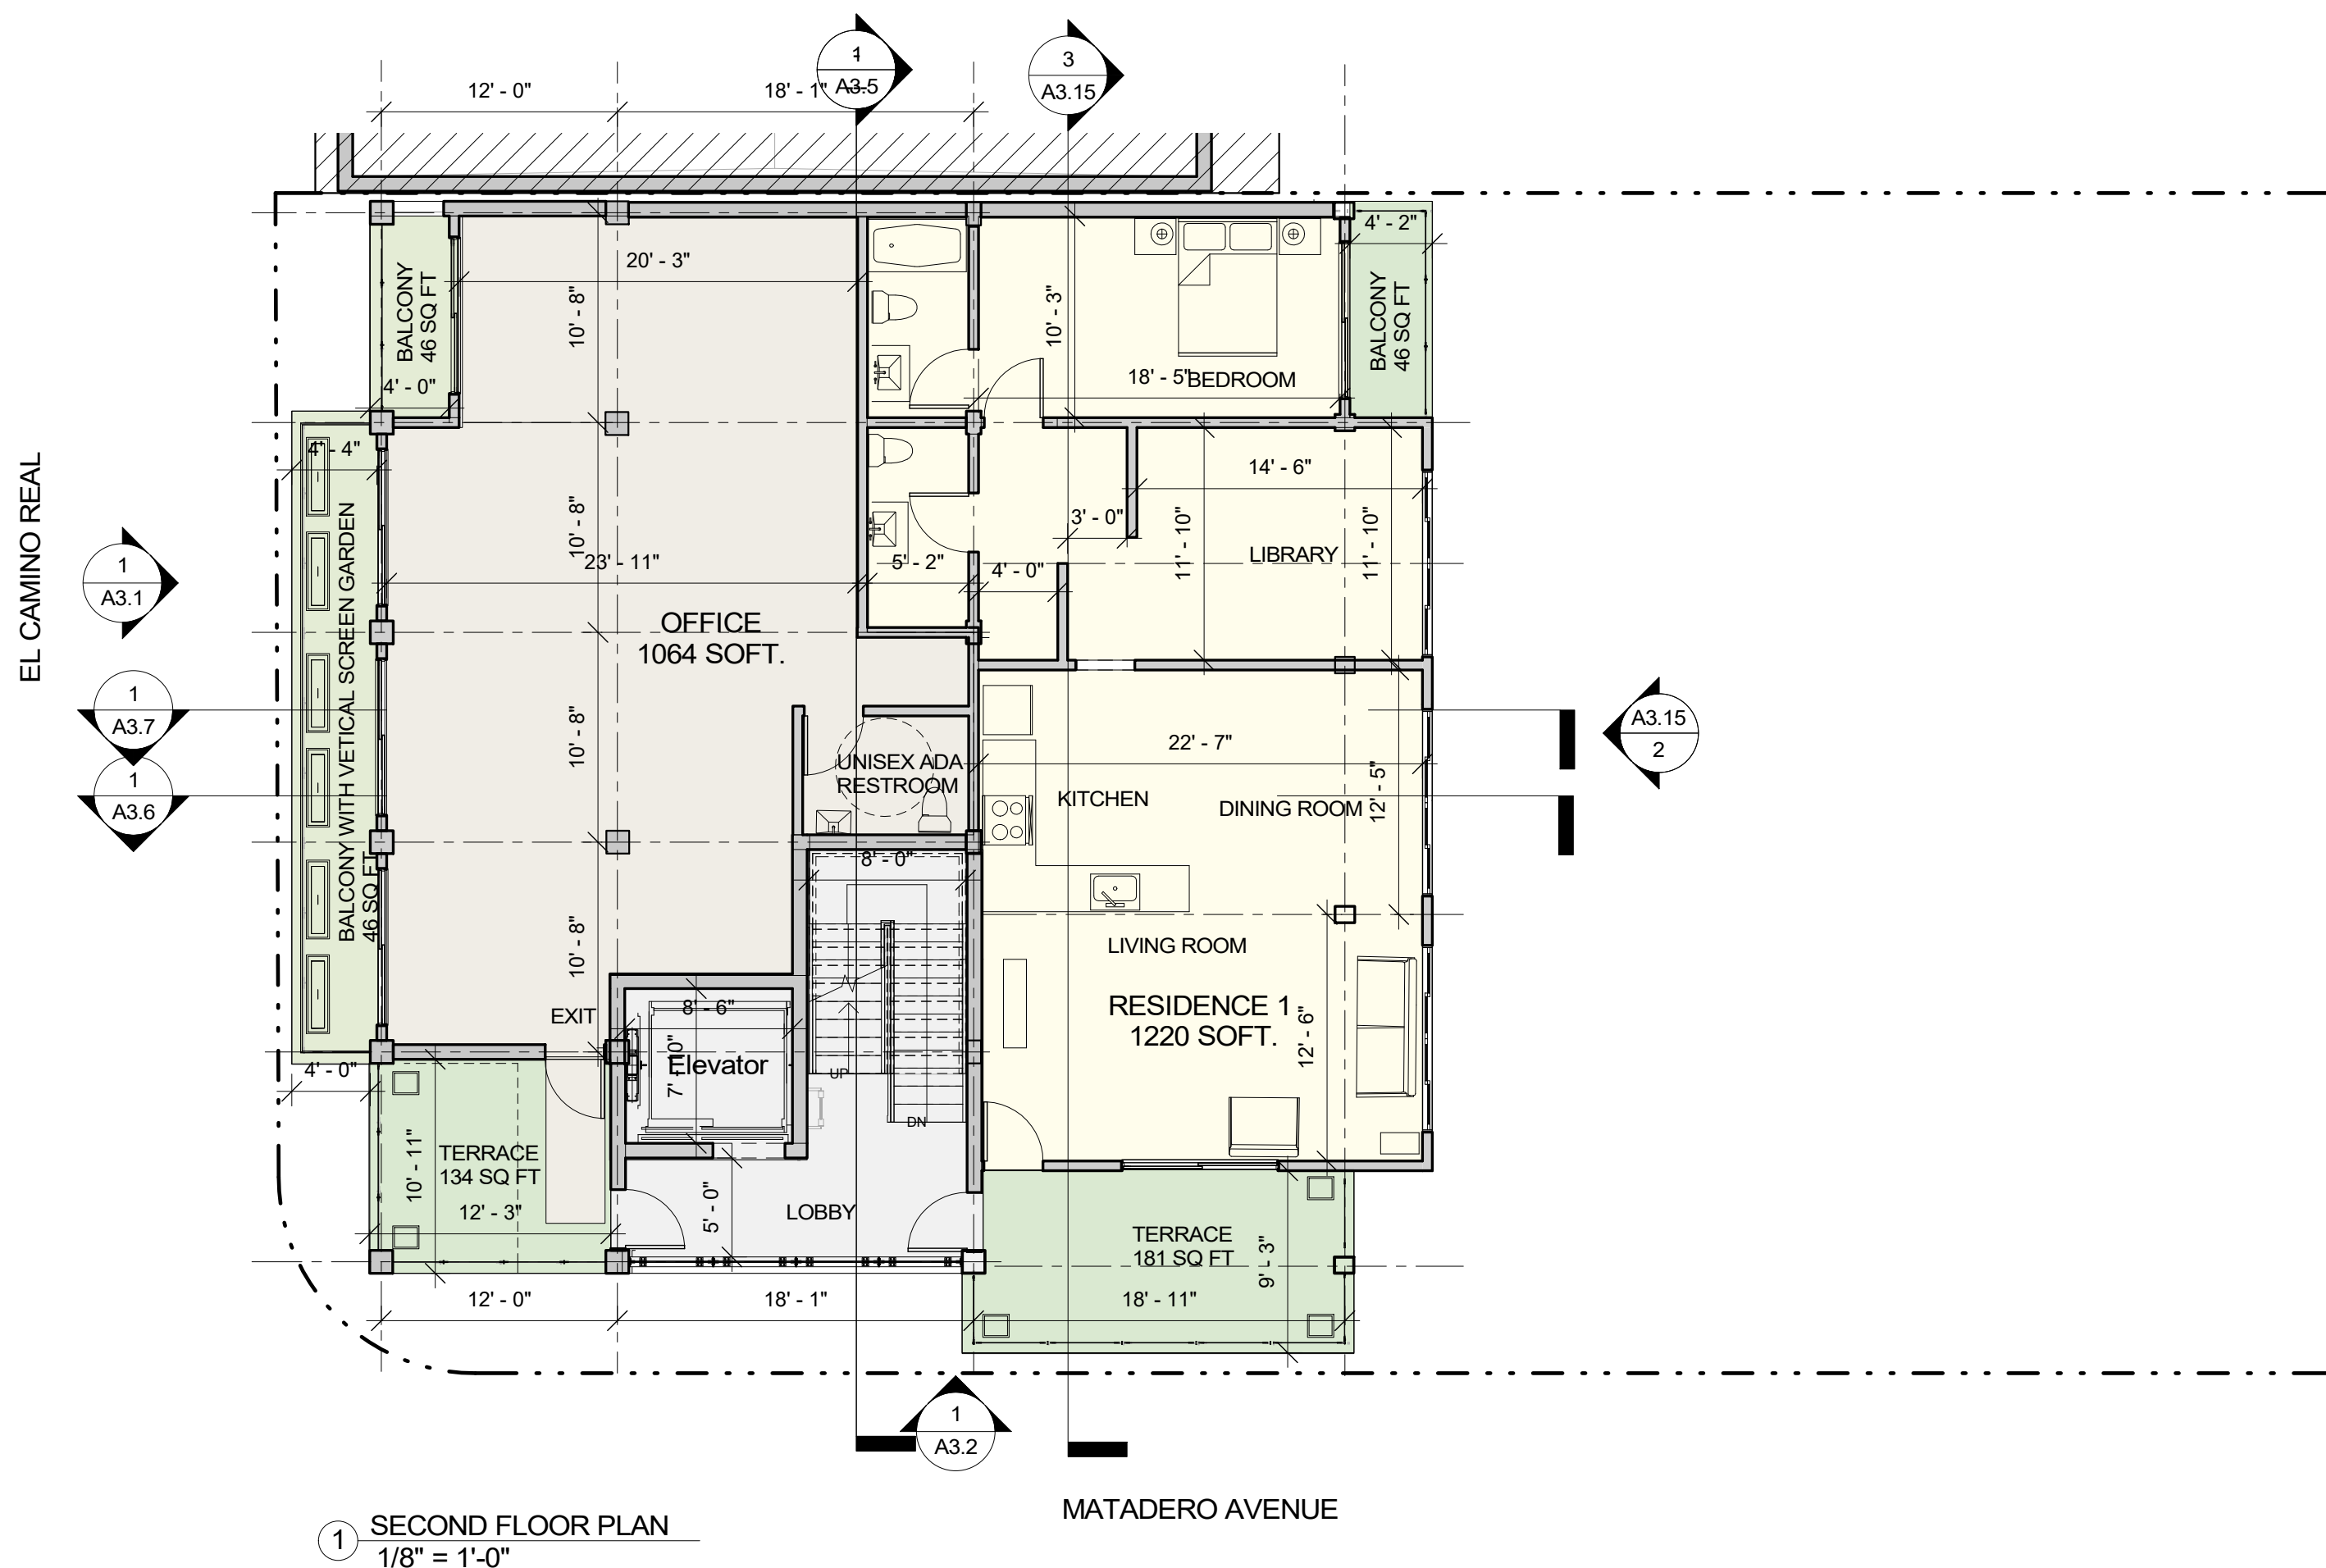 1
A3.5
3
A3.15
12' - 0"
18' - 1"
4' - 2"
20' - 3"
10' - 8"
10' - 3"
BALCONY
46 SQ FT
BALCONY
46 SQ FT
4' - 0"
18' - 5"
BEDROOM
4' - 4"
14' - 6"
EL CAMINO REAL
BALCONY WITH VETICAL SCREEN GARDEN
46 SQ FT
10' - 8"
3' - 0"
11' - 10"
11' - 10"
LIBRARY
23' - 11"
5' - 2"
4' - 0"
1
A3.1
OFFICE
1064 SOFT.
1
A3.7
A3.15
2
10' - 8"
22' - 7"
UNISEX ADA
RESTROOM
12' - 5"
KITCHEN
DINING ROOM
1
A3.6
8' - 0"
10' - 8"
LIVING ROOM
RESIDENCE 1
1220 SOFT.
12' - 6"
EXIT
8' - 6"
7' - 10"
Elevator
UP
DN
4' - 0"
10' - 11"
TERRACE
134 SQ FT
12' - 3"
5' - 0"
LOBBY
TERRACE
181 SQ FT
9' - 3"
12' - 0"
18' - 1"
18' - 11"
1
A3.2
MATADERO AVENUE
1
SECOND FLOOR PLAN
1/8" = 1'-0"